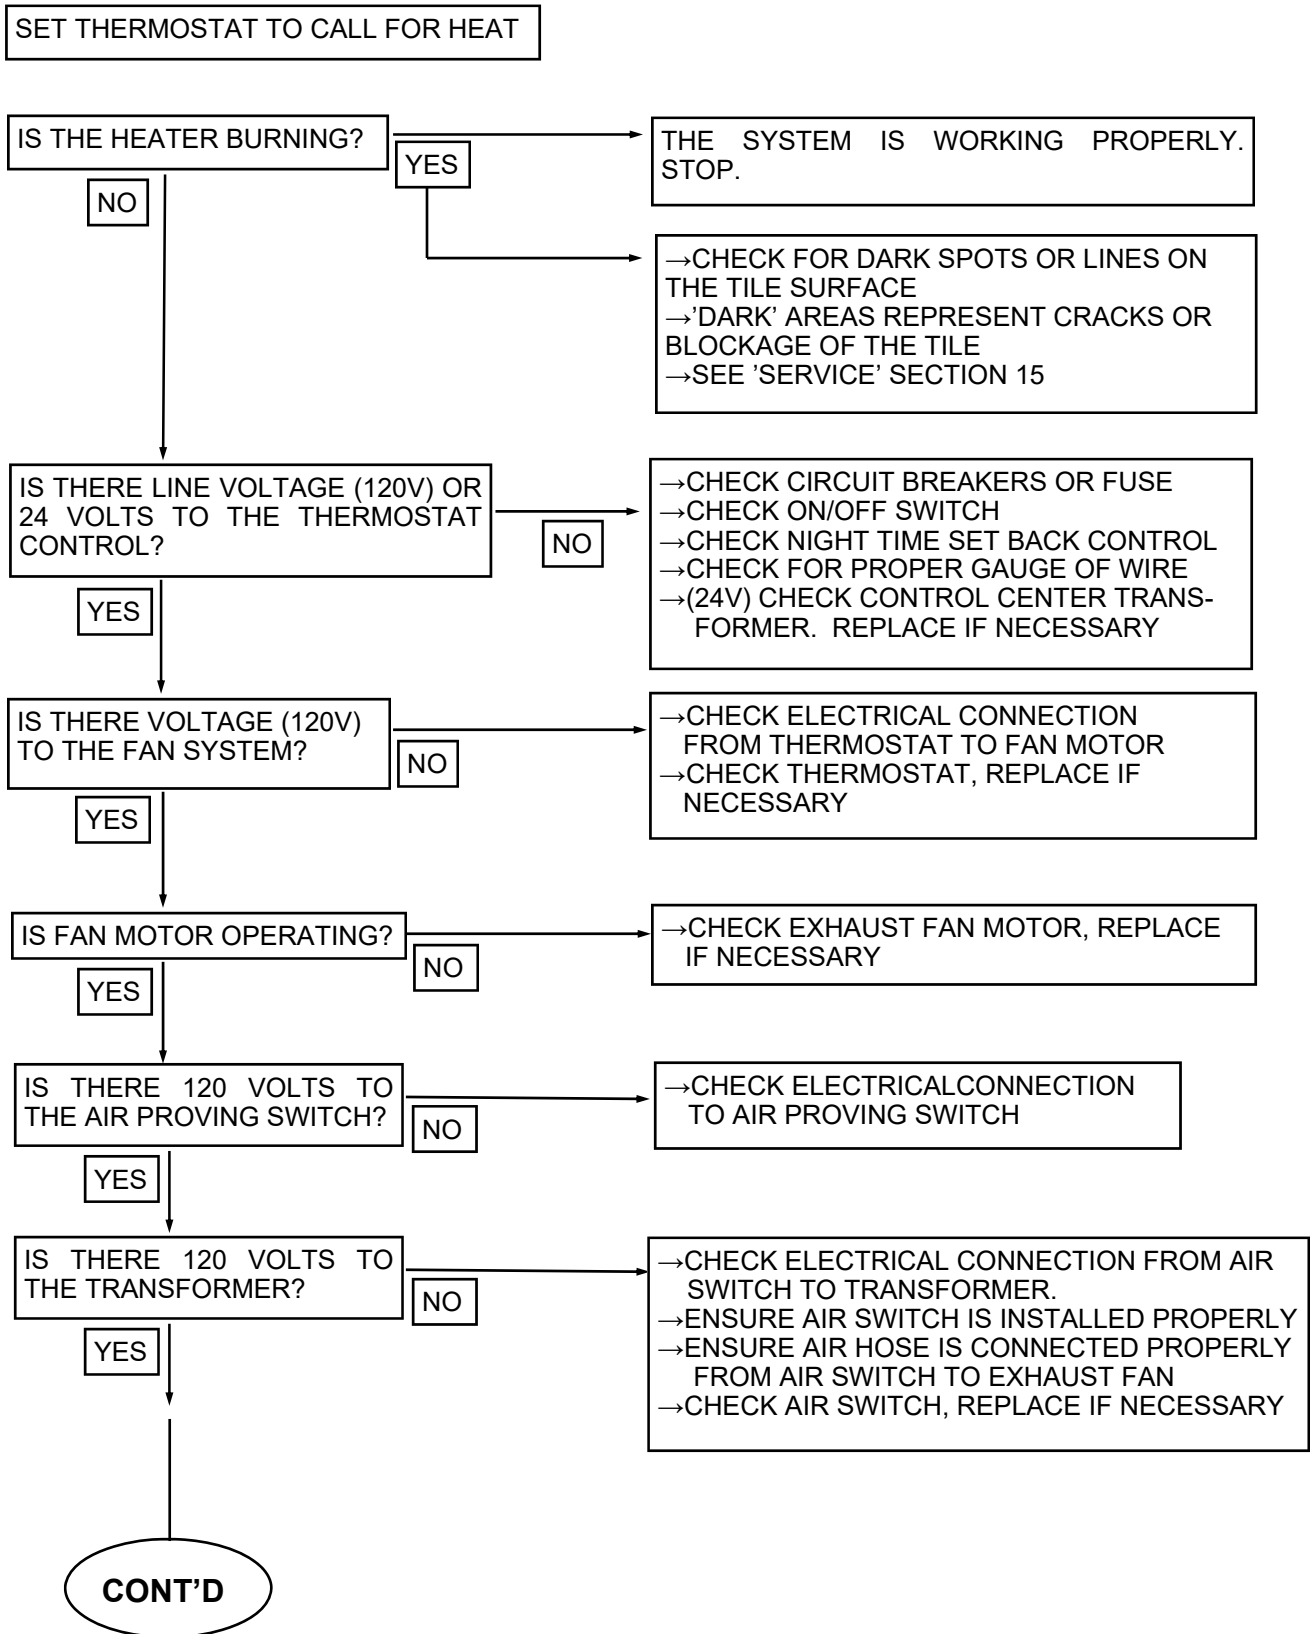 SET THERMOSTAT TO CALL FOR HEAT
IS THE HEATER BURNING?
YES
NO
THE SYSTEM IS WORKING PROPERLY.
STOP.
→CHECK FOR DARK SPOTS OR LINES ON
THE TILE SURFACE
→’DARK’ AREAS REPRESENT CRACKS OR
BLOCKAGE OF THE TILE
→SEE ’SERVICE’ SECTION 15
IS THERE LINE VOLTAGE (120V) OR
24 VOLTS TO THE THERMOSTAT
CONTROL?
NO
YES
→CHECK CIRCUIT BREAKERS OR FUSE
→CHECK ON/OFF SWITCH
→CHECK NIGHT TIME SET BACK CONTROL
→CHECK FOR PROPER GAUGE OF WIRE
→(24V) CHECK CONTROL CENTER TRANS-
FORMER. REPLACE IF NECESSARY
IS THERE VOLTAGE (120V)
TO THE FAN SYSTEM?
NO
YES
→CHECK ELECTRICAL CONNECTION
FROM THERMOSTAT TO FAN MOTOR
→CHECK THERMOSTAT, REPLACE IF
NECESSARY
IS FAN MOTOR OPERATING?
NO
YES
→CHECK EXHAUST FAN MOTOR, REPLACE
IF NECESSARY
IS THERE 120 VOLTS TO
THE AIR PROVING SWITCH?
NO
YES
→CHECK ELECTRICALCONNECTION
TO AIR PROVING SWITCH
IS THERE 120 VOLTS TO
THE TRANSFORMER?
NO
YES
→CHECK ELECTRICAL CONNECTION FROM AIR
SWITCH TO TRANSFORMER.
→ENSURE AIR SWITCH IS INSTALLED PROPERLY
→ENSURE AIR HOSE IS CONNECTED PROPERLY
FROM AIR SWITCH TO EXHAUST FAN
→CHECK AIR SWITCH, REPLACE IF NECESSARY
CONT’D